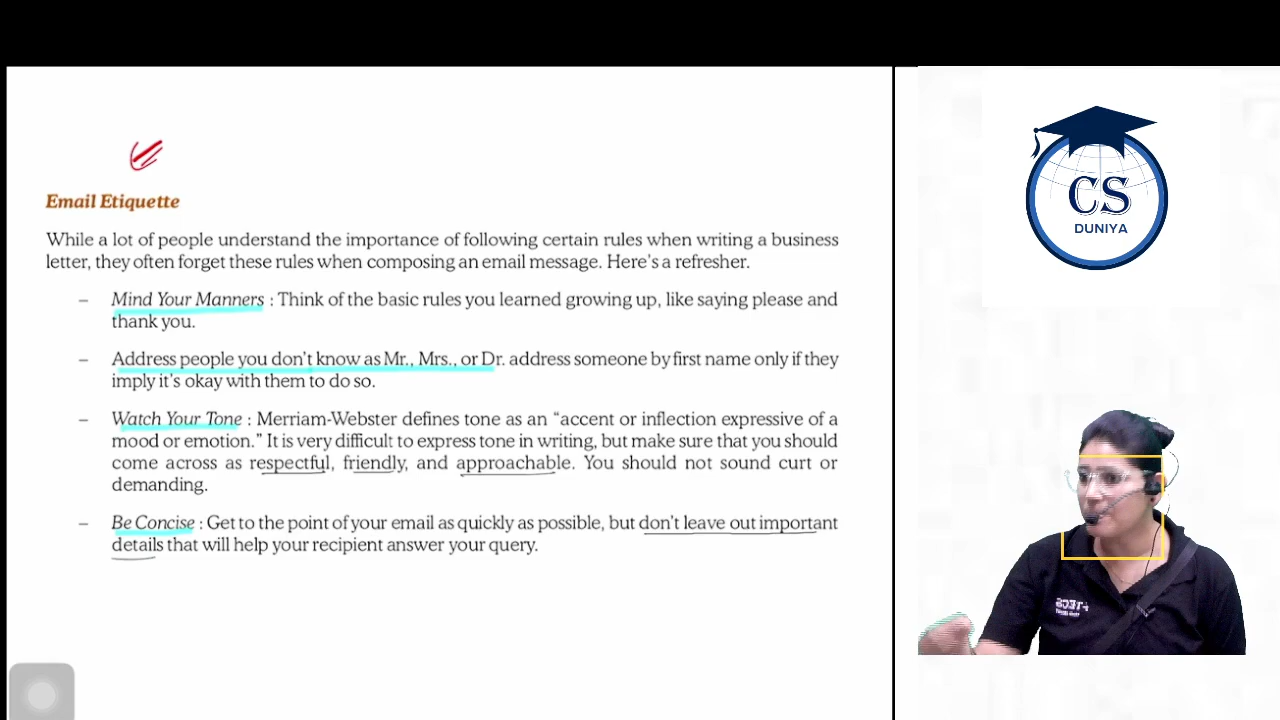 Email Etiquette
While a lot of people understand the importance of following certain rules when writing a business
letter, they often forget these rules when composing an email message. Here's a refresher.
– Mind Your Manners : Think of the basic rules you learned growing up, like saying please and
thank you.
– Address people you don't know as Mr., Mrs., or Dr. address someone by first name only if they
imply it's okay with them to do so.
– Watch Your Tone : Merriam-Webster defines tone as an “accent or inflection expressive of a
mood or emotion.” It is very difficult to express tone in writing, but make sure that you should
come across as respectful, friendly, and approachable. You should not sound curt or
demanding.
– Be Concise : Get to the point of your email as quickly as possible, but don't leave out important
details that will help your recipient answer your query.
CS
DUNIYA